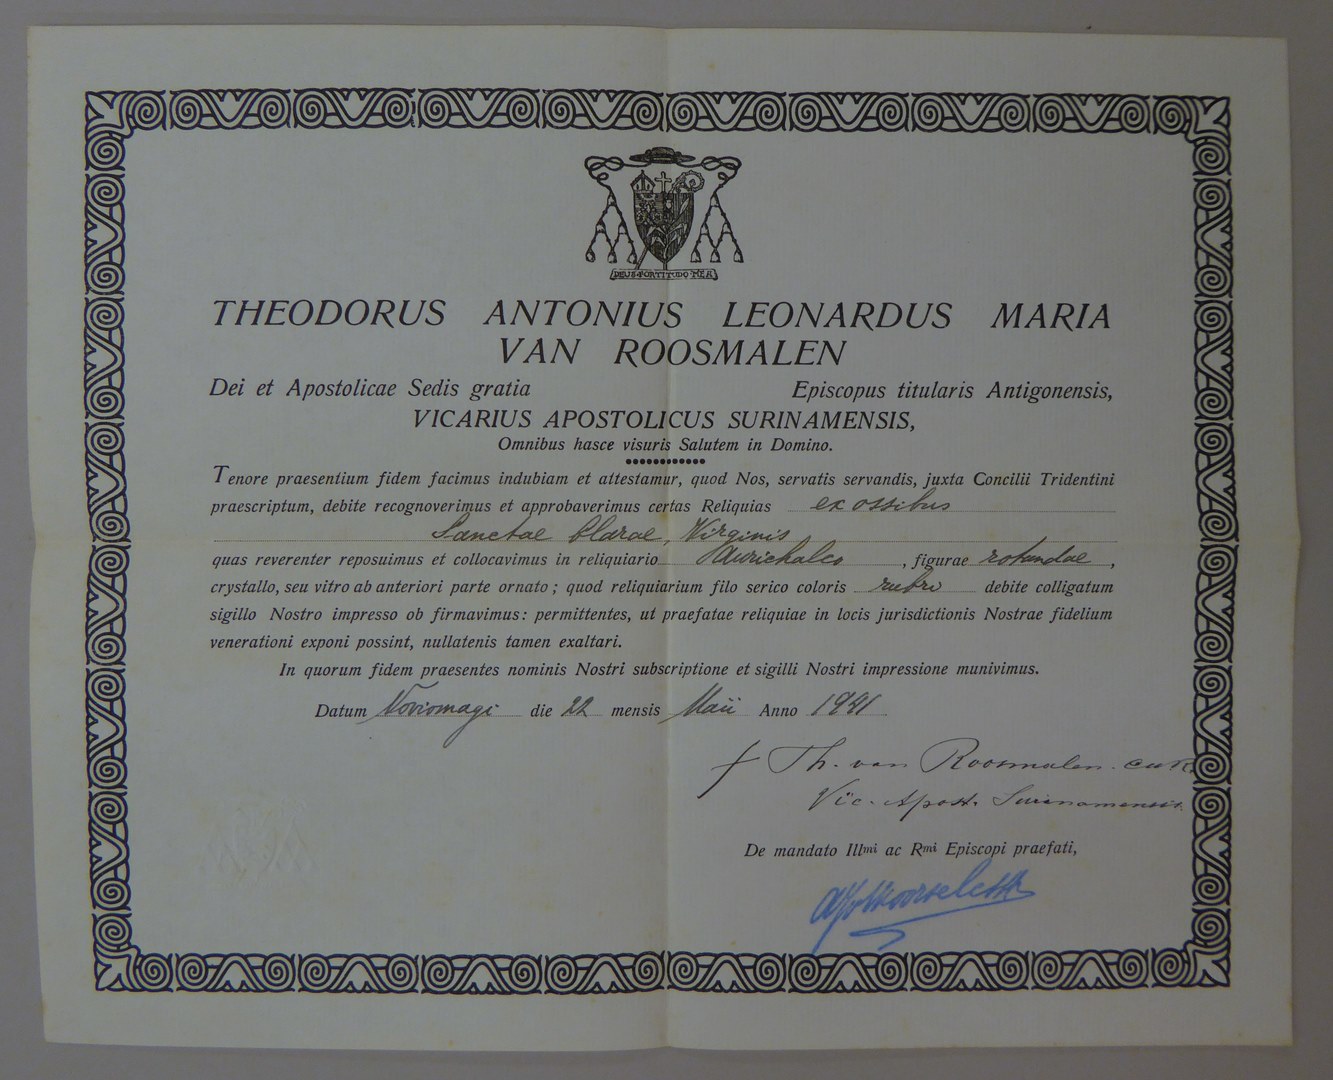 DEUS FORTITUDO MEA
THEODORUS ANTONIUS LEONARDUS MARIA
VAN ROOSMALEN
Dei et Apostolicae Sedis gratia Episcopus titularis Antigonensis,
VICARIUS APOSTOLICUS SURINAMENSIS,
Omnibus hasce visuris Salutem in Domino.
Tenore praesentium fidem facimus indubiam et attestamur, quod Nos, servatis servandis, juxta Concilii Tridentini
praescriptum, debite recognoverimus et approbaverimus certas Reliquias ex ossibus
Sanctae Clarae, Virginis
quas reverenter reposuimus et collocavimus in reliquiario aurichalco, figurae rotundae,
crystallo, seu vitro ab anteriori parte ornato; quod reliquiarium filo serico coloris rubri debite colligatum
sigillo Nostro impresso ob firmavimus: permittentes, ut praefatae reliquiae in locis jurisdictionis Nostrae fidelium
venerationi exponi possint, nullatenis tamen exaltari.
In quorum fidem praesentes nominis Nostri subscriptione et sigilli Nostri impressione munivimus.
Datum Noviomagi die 22 mensis Maii Anno 1941
† Th. van Roosmalen. cssR
Vic. Apost. Surinamensis.
De mandato Illmi ac Rmi Episcopi praefati,